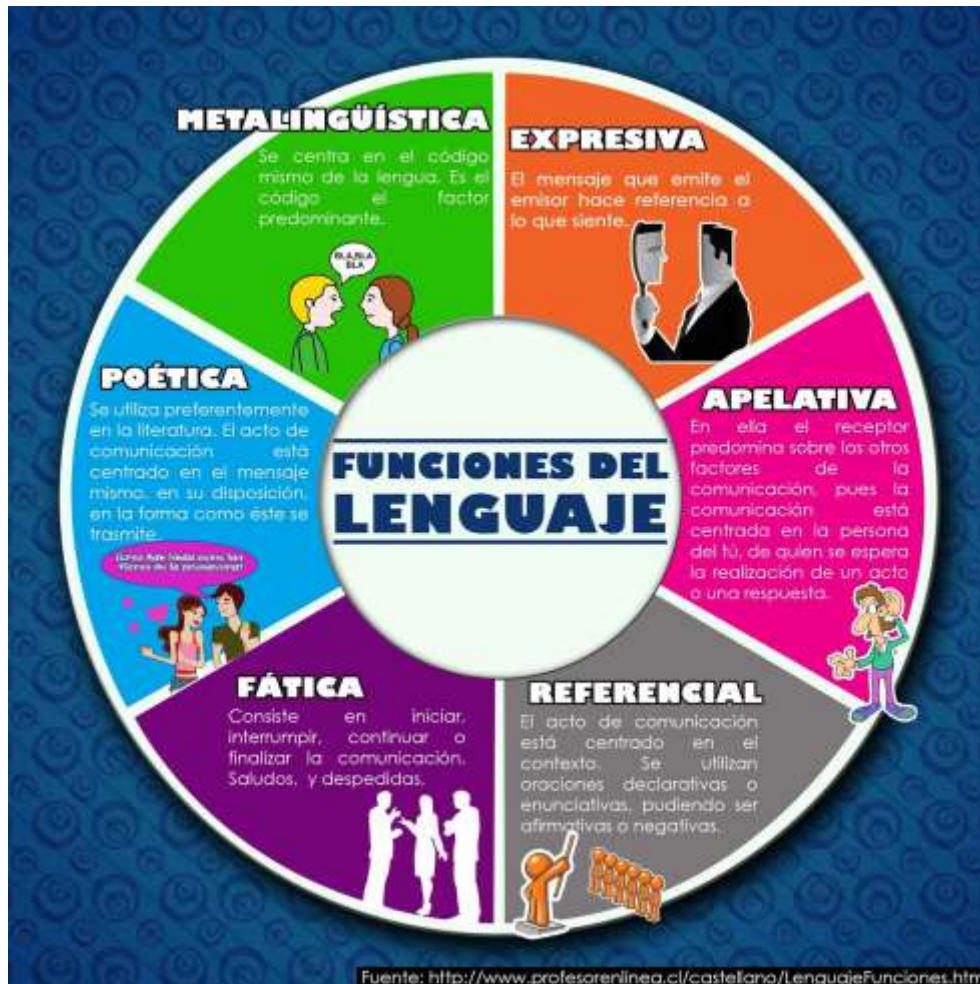 METALINGÜÍSTICA
Se centra en el código
mismo de la lengua. Es el
código el factor
predominante.
BLA,BLA
BLA
EXPRESIVA
El mensaje que emite el
emisor hace referencia a
lo que siente.
APELATIVA
En ella el receptor
predomina sobre los otros
factores de la
comunicación, pues la
comunicación está
centrada en la persona
del tú, de quien se espera
la realización de un acto
o una respuesta.
REFERENCIAL
El acto de comunicación
está centrado en el
contexto. Se utilizan
oraciones declarativas o
enunciativas, pudiendo ser
afirmativas o negativas.
FÁTICA
Consiste en iniciar,
interrumpir, continuar o
finalizar la comunicación.
Saludos, y despedidas.
POÉTICA
Se utiliza preferentemente
en la literatura. El acto de
comunicación está
centrado en el mensaje
mismo, en su disposición,
en la forma como éste se
trasmite.
FUNCIONES DEL
LENGUAJE
Fuente: http://www.profesorenlinea.cl/castellano/LenguajeFunciones.htm